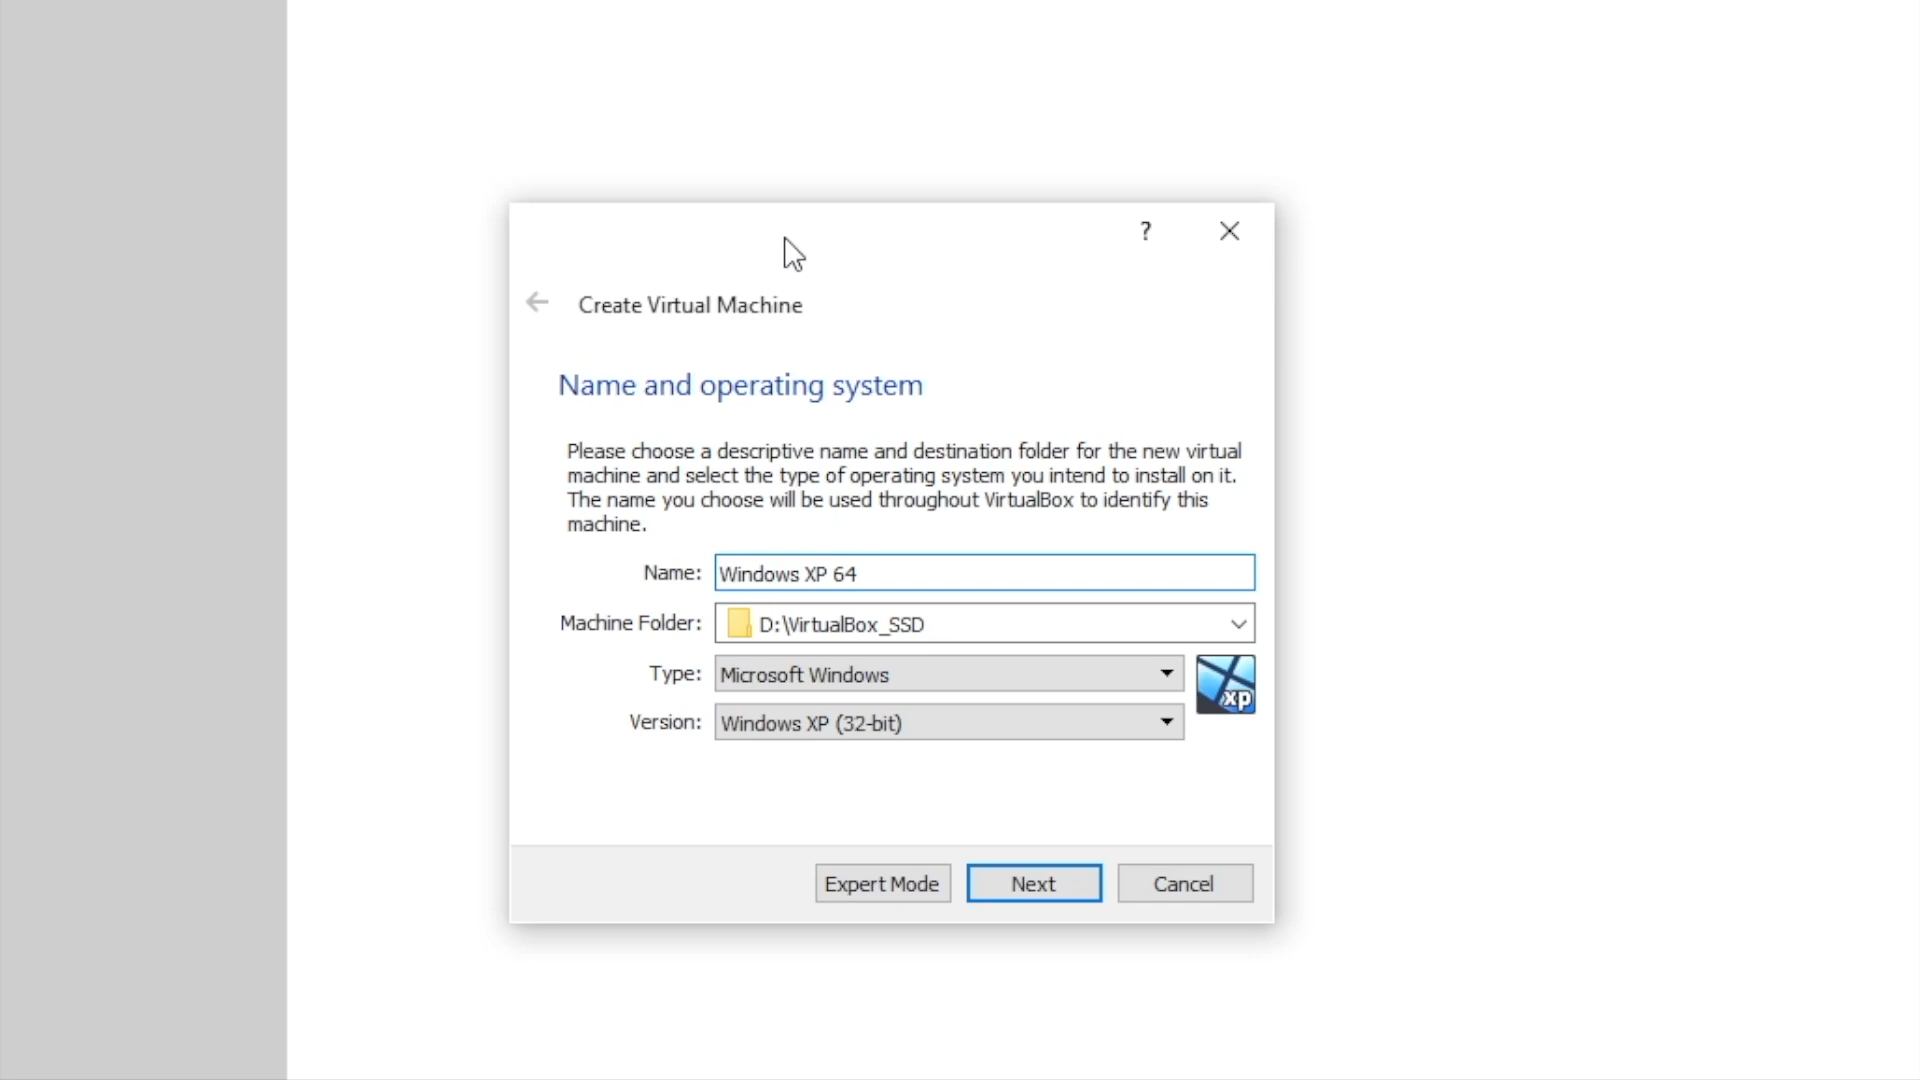 ?
Create Virtual Machine
Name and operating system
Please choose a descriptive name and destination folder for the new virtual
machine and select the type of operating system you intend to install on it.
The name you choose will be used throughout VirtualBox to identify this
machine.
Name: Windows XP 64
Machine Folder: D:\VirtualBox_SSD
Type: Microsoft Windows
xp
Version: Windows XP (32-bit)
Expert Mode Next Cancel